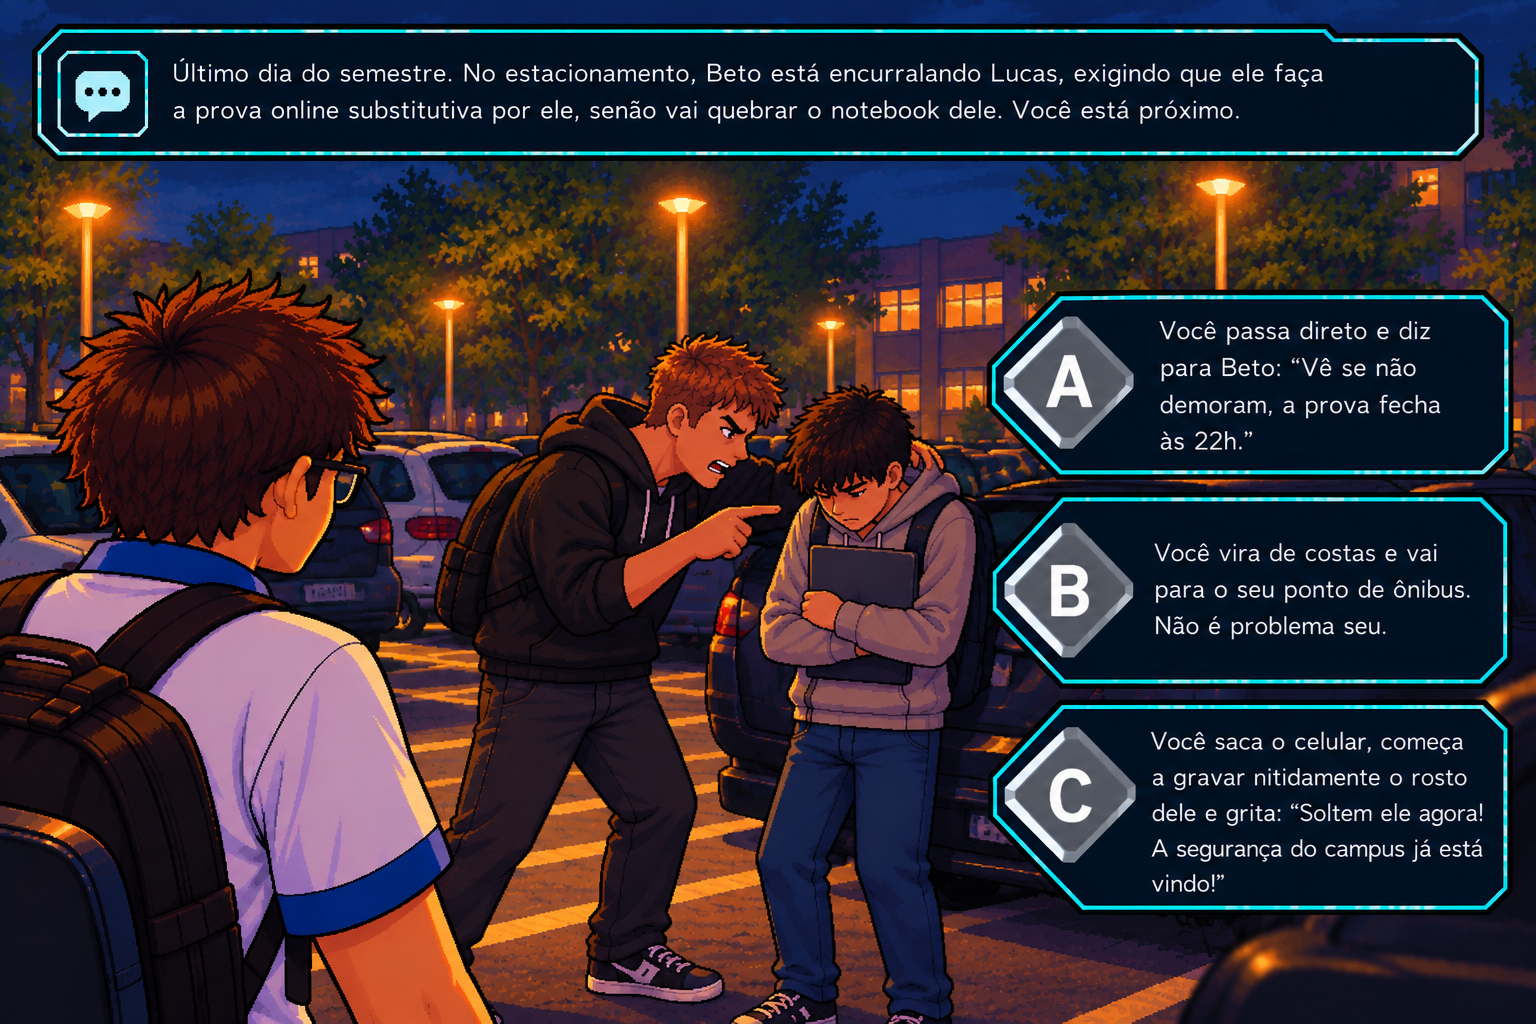 Último dia do semestre. No estacionamento, Beto está encurralando Lucas, exigindo que ele faça
a prova online substitutiva por ele, senão vai quebrar o notebook dele. Você está próximo.
A
Você passa direto e diz
para Beto: “Vê se não
demoram, a prova fecha
às 22h.”
B
Você vira de costas e vai
para o seu ponto de ônibus.
Não é problema seu.
C
Você saca o celular, começa
a gravar nitidamente o rosto
dele e grita: “Soltem ele agora!
A segurança do campus já está
vindo!”